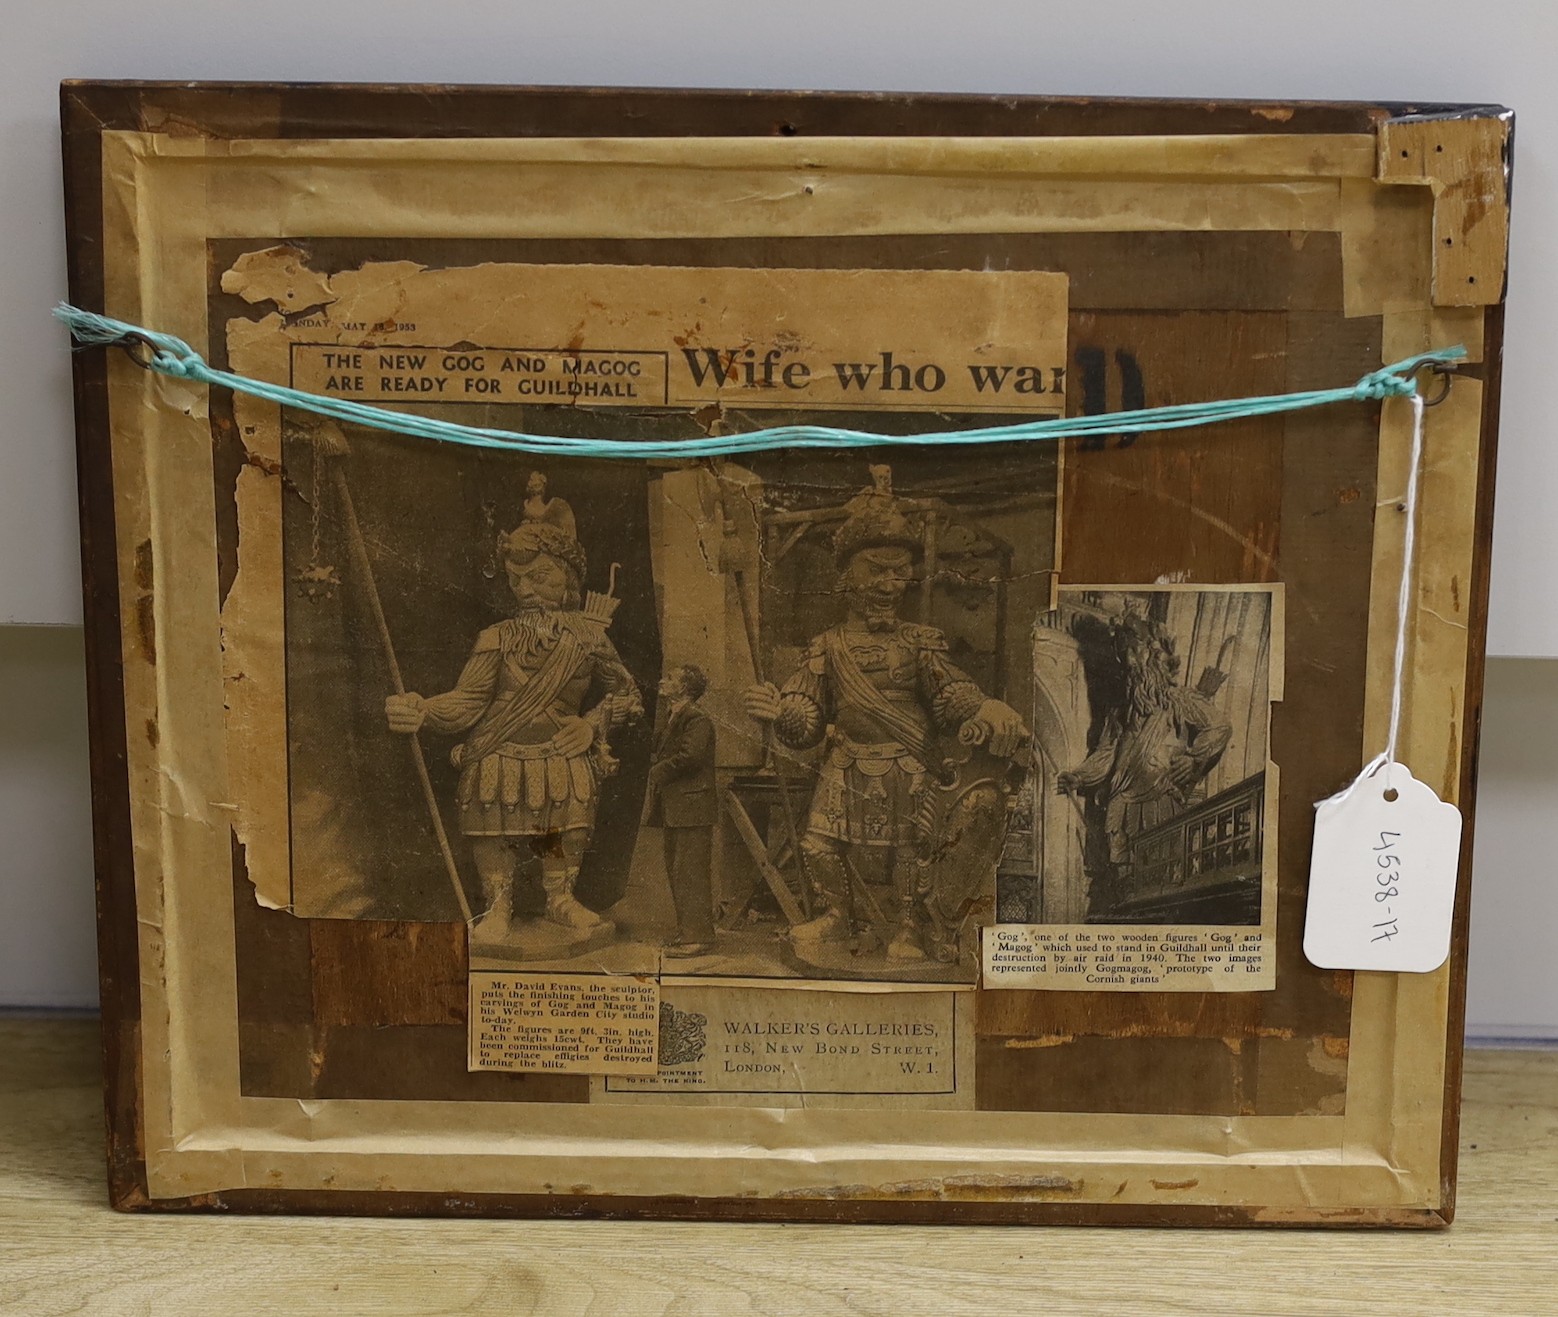 NDAY, MAY 18, 1953
THE NEW GOG AND MAGOG
ARE READY FOR GUILDHALL
Wife who war
Mr. David Evans, the sculptor,
puts the finishing touches to his
carvings of Gog and Magog in
his Welwyn Garden City studio
to-day.
The figures are 9ft. 3in. high.
Each weighs 15cwt. They have
been commissioned for Guildhall
to replace effigies destroyed
during the blitz.
'Gog', one of the two wooden figures 'Gog' and
'Magog' which used to stand in Guildhall until their
destruction by air raid in 1940. The two images
represented jointly Gogmagog, 'prototype of the
Cornish giants'
POINTMENT
TO H.M. THE KING.
WALKER'S GALLERIES,
118, NEW BOND STREET,
LONDON, W.1.
4538-17